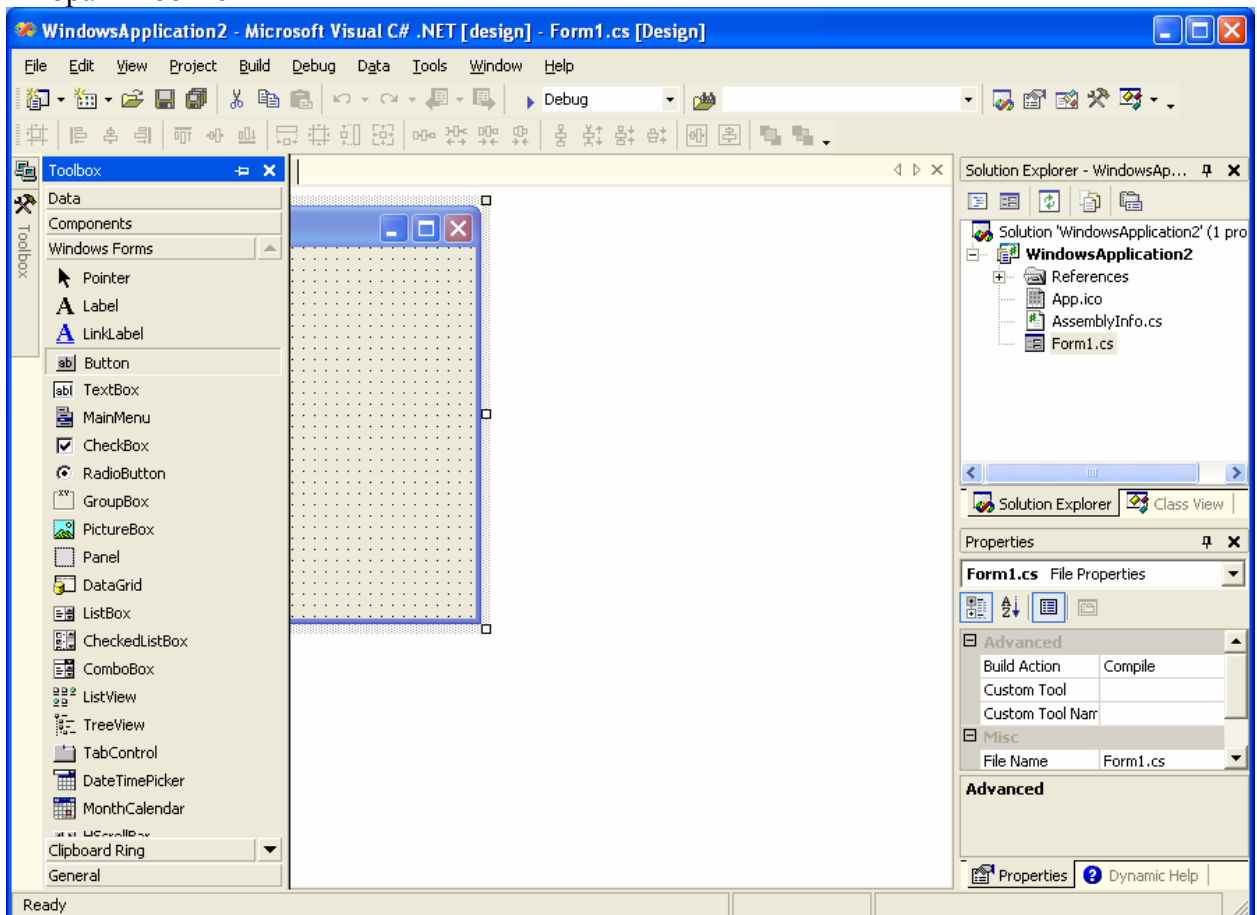 WindowsApplication2 - Microsoft Visual C# .NET [design] - Form1.cs [Design]
File Edit View Project Build Debug Data Tools Window Help
Debug
Toolbox
Toolbox
Data
Components
Windows Forms
Pointer
Label
LinkLabel
Button
TextBox
MainMenu
CheckBox
RadioButton
GroupBox
PictureBox
Panel
DataGrid
ListBox
CheckedListBox
ComboBox
ListView
TreeView
TabControl
DateTimePicker
MonthCalendar
HScrollBar
Clipboard Ring
General
Solution Explorer - WindowsAp...
Solution 'WindowsApplication2' (1 pro
WindowsApplication2
References
App.ico
AssemblyInfo.cs
Form1.cs
Solution Explorer Class View
Properties
Form1.cs File Properties
Advanced
Build Action Compile
Custom Tool
Custom Tool Nam
Misc
File Name Form1.cs
Advanced
Properties Dynamic Help
Ready